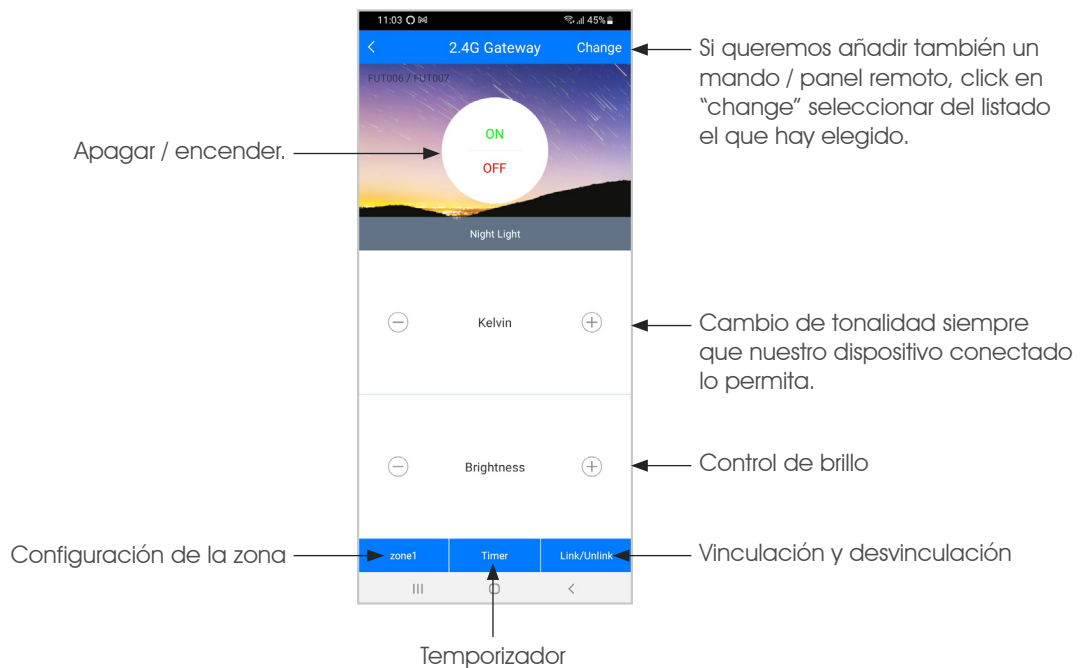 11:03
45%
2.4G Gateway
Change
FUT006 / FUT007
ON
OFF
Night Light
Kelvin
Brightness
zone1
Timer
Link/Unlink
Si queremos añadir también un
mando / panel remoto, click en
“change” seleccionar del listado
el que hay elegido.
Apagar / encender.
Cambio de tonalidad siempre
que nuestro dispositivo conectado
lo permita.
Control de brillo
Configuración de la zona
Vinculación y desvinculación
Temporizador